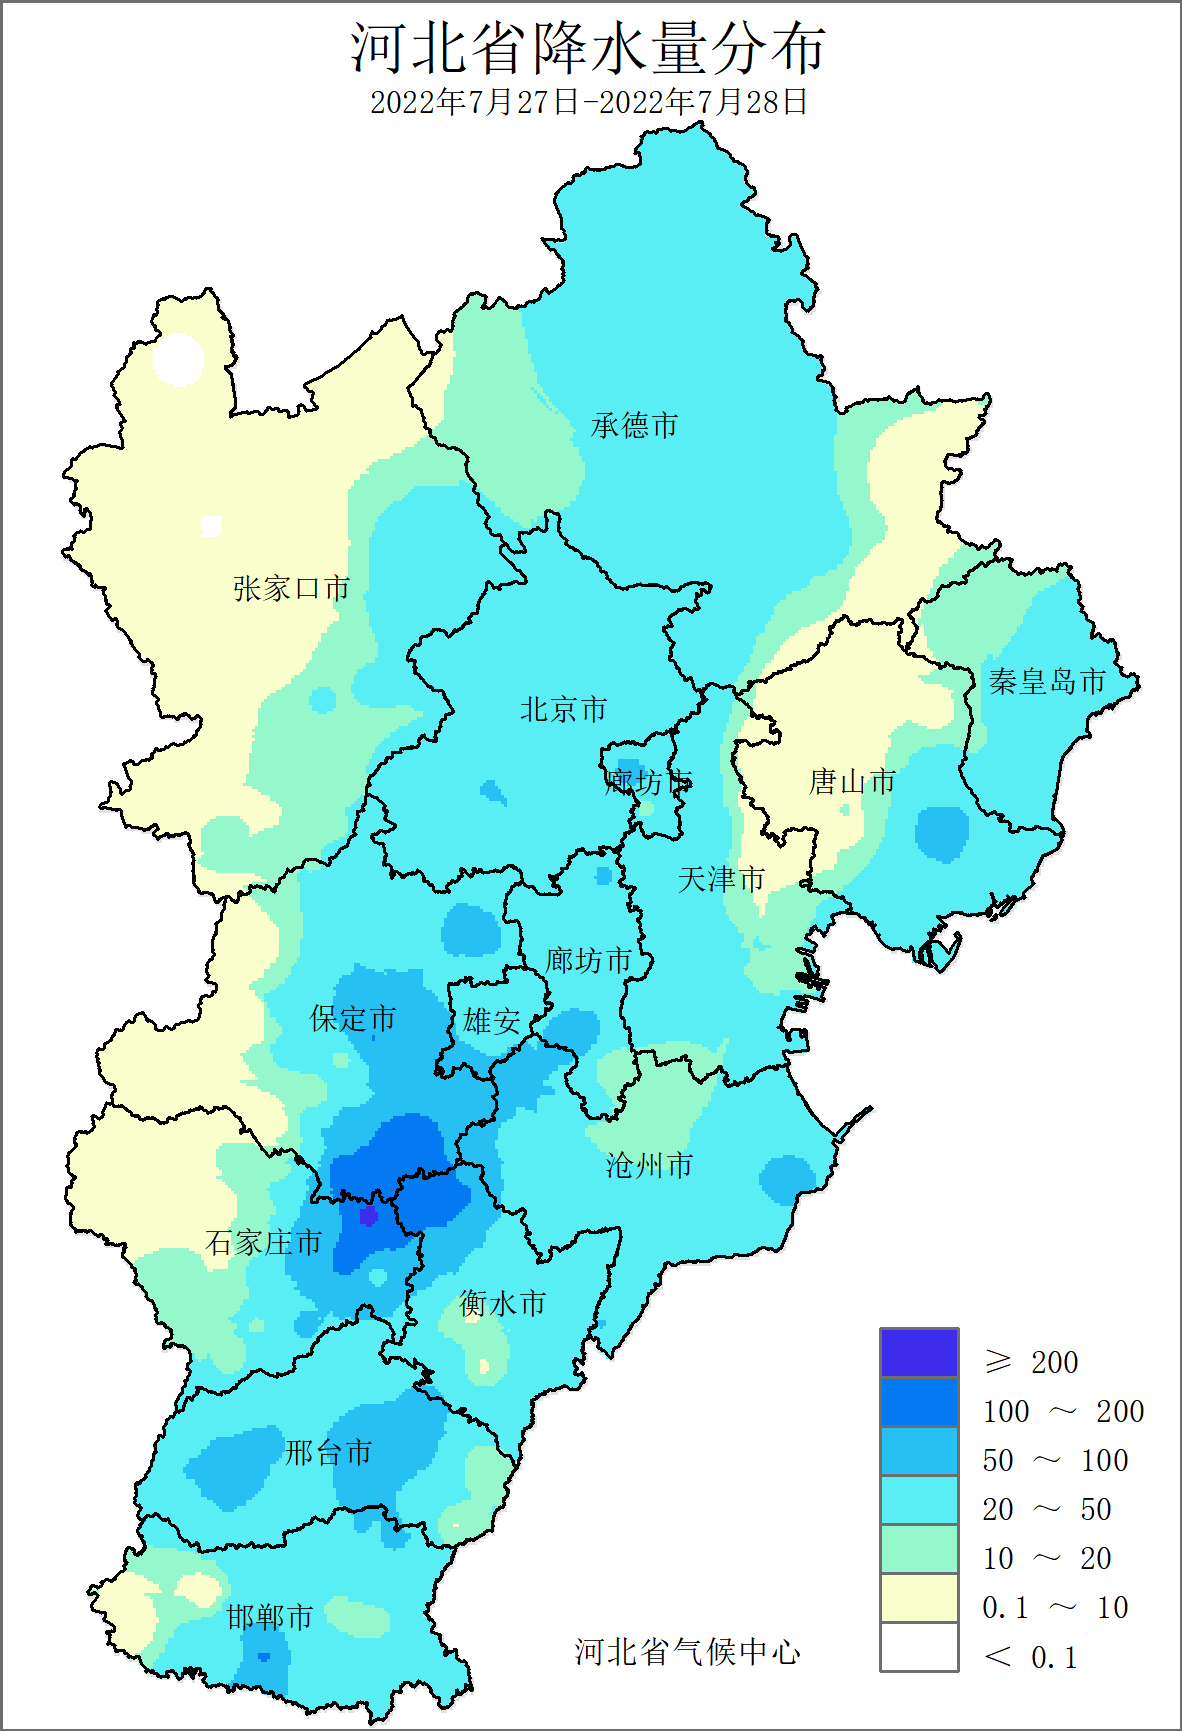 河北省降水量分布
2022年7月27日-2022年7月28日
承德市
张家口市
秦皇岛市
北京市
廊坊市
唐山市
天津市
廊坊市
保定市
雄安
沧州市
石家庄市
衡水市
邢台市
邯郸市
≥ 200
100 ～ 200
50 ～ 100
20 ～ 50
10 ～ 20
0.1 ～ 10
< 0.1
河北省气候中心